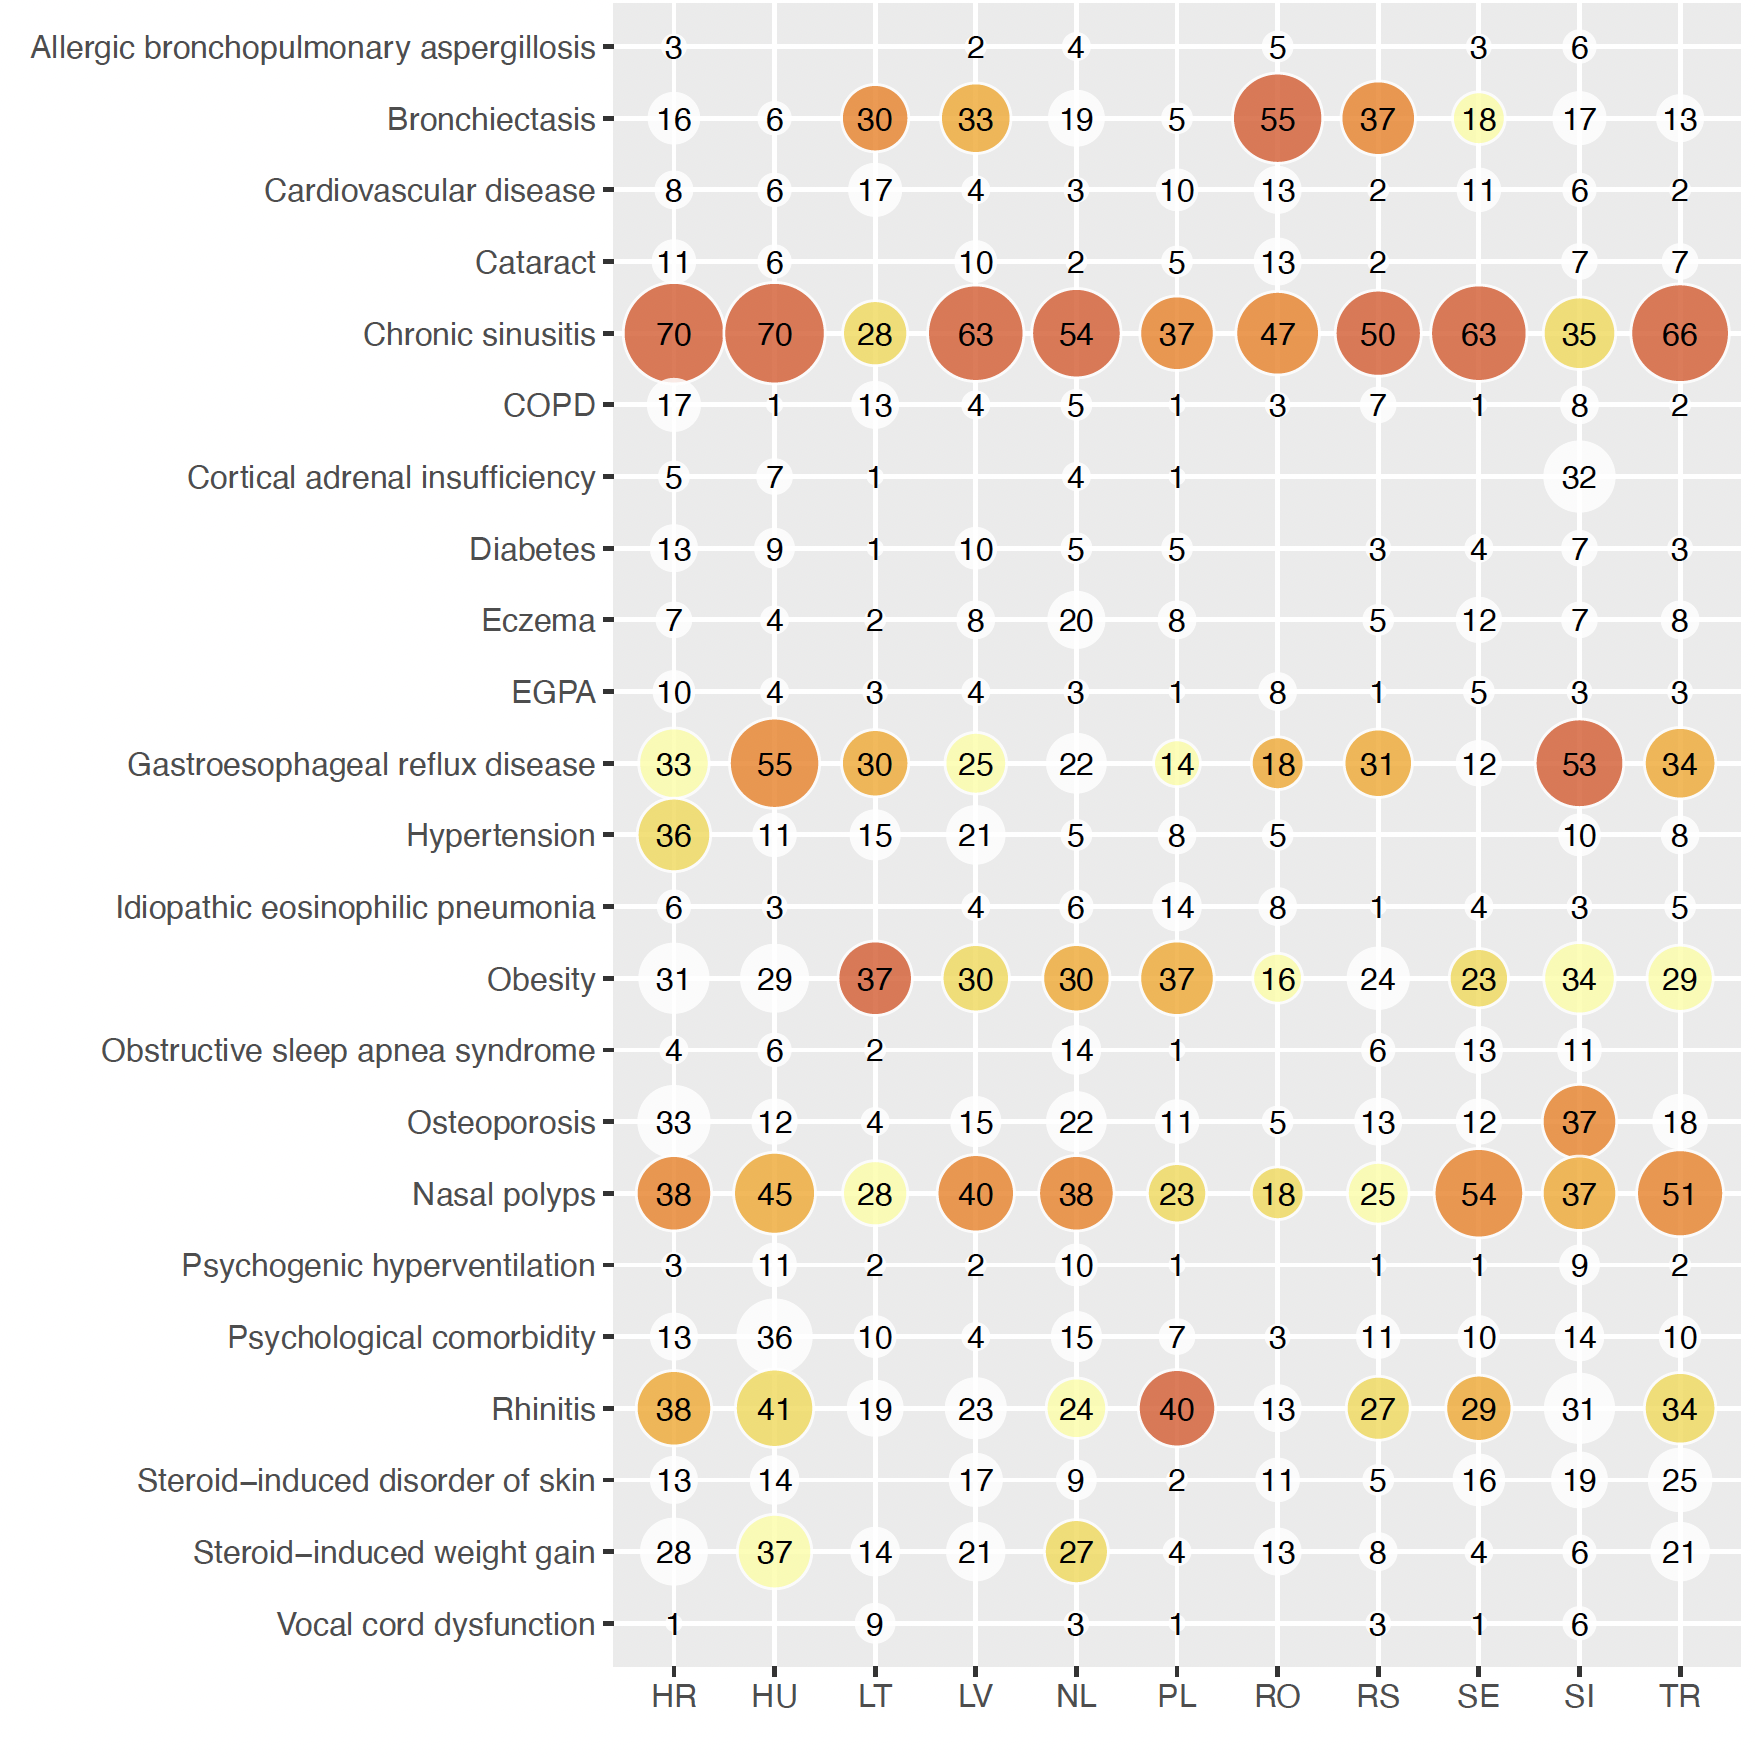 Allergic bronchopulmonary aspergillosis 3 2 4 5 3 6
Bronchiectasis 16 6 30 33 19 5 55 37 18 17 13
Cardiovascular disease 8 6 17 4 3 10 13 2 11 6 2
Cataract 11 6 10 2 5 13 2 7 7
Chronic sinusitis 70 70 28 63 54 37 47 50 63 35 66
COPD 17 1 13 4 5 1 3 7 1 8 2
Cortical adrenal insufficiency 5 7 1 4 1 32
Diabetes 13 9 1 10 5 5 3 4 7 3
Eczema 7 4 2 8 20 8 5 12 7 8
EGPA 10 4 3 4 3 1 8 1 5 3 3
Gastroesophageal reflux disease 33 55 30 25 22 14 18 31 12 53 34
Hypertension 36 11 15 21 5 8 5 10 8
Idiopathic eosinophilic pneumonia 6 3 4 6 14 8 1 4 3 5
Obesity 31 29 37 30 30 37 16 24 23 34 29
Obstructive sleep apnea syndrome 4 6 2 14 1 6 13 11
Osteoporosis 33 12 4 15 22 11 5 13 12 37 18
Nasal polyps 38 45 28 40 38 23 18 25 54 37 51
Psychogenic hyperventilation 3 11 2 2 10 1 1 1 9 2
Psychological comorbidity 13 36 10 4 15 7 3 11 10 14 10
Rhinitis 38 41 19 23 24 40 13 27 29 31 34
Steroid−induced disorder of skin 13 14 17 9 2 11 5 16 19 25
Steroid−induced weight gain 28 37 14 21 27 4 13 8 4 6 21
Vocal cord dysfunction 1 9 3 1 3 1 6
HR HU LT LV NL PL RO RS SE SI TR